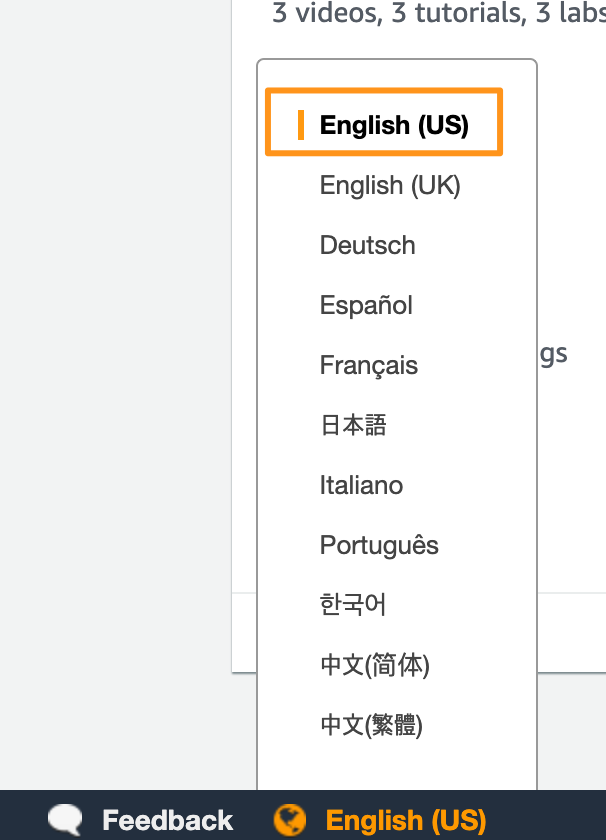 3 videos, 3 tutorials, 3 labs
English (US)
English (UK)
Deutsch
Español
gs
Français
日本語
Italiano
Português
한국어
中文(简体)
中文(繁體)
Feedback
English (US)